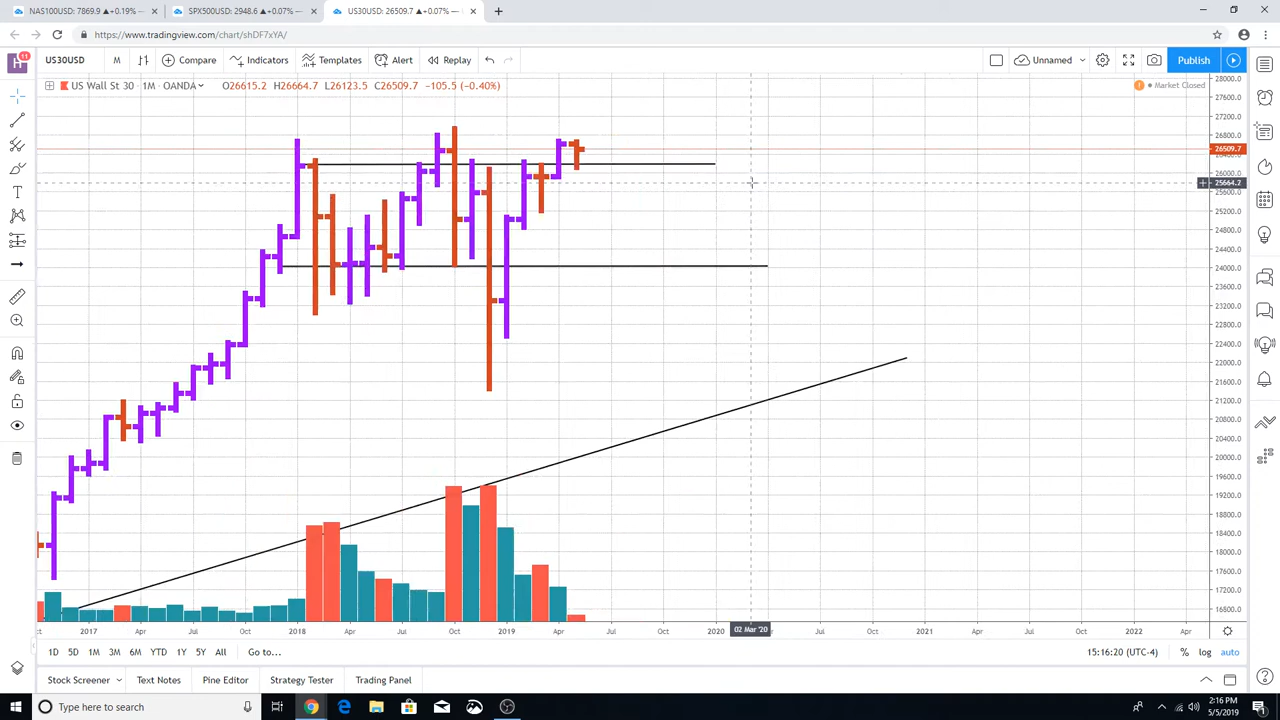 NAS100USD: 7869.9 ▲+0.19% —
SPX500USD: 2948.6 ▲+0.07% —
US30USD: 26509.7 ▲+0.07% —
https://www.tradingview.com/chart/shDF7xYA/
H
11
US30USD
M
Compare
Indicators
Templates
Alert
Replay
Unnamed
Publish
US Wall St 30 · 1M · OANDA
O26615.2 H26664.7 L26123.5 C26509.7 -105.5 (-0.40%)
Market Closed
28000.0
27600.0
27200.0
26800.0
26509.7
26000.0
25664.2
25600.0
25200.0
24800.0
24400.0
24000.0
23600.0
23200.0
22800.0
22400.0
22000.0
21600.0
21200.0
20800.0
20400.0
20000.0
19600.0
19200.0
18800.0
18400.0
18000.0
17600.0
17200.0
16800.0
2017 Apr Jul Oct 2018 Apr Jul Oct 2019 Apr Jul Oct 2020 02 Mar '20 Jul Oct 2021 Apr Jul Oct 2022 Apr
1D 5D 1M 3M 6M YTD 1Y 5Y All Go to...
15:16:20 (UTC-4) % log auto
Stock Screener Text Notes Pine Editor Strategy Tester Trading Panel
Type here to search
2:16 PM
5/5/2019